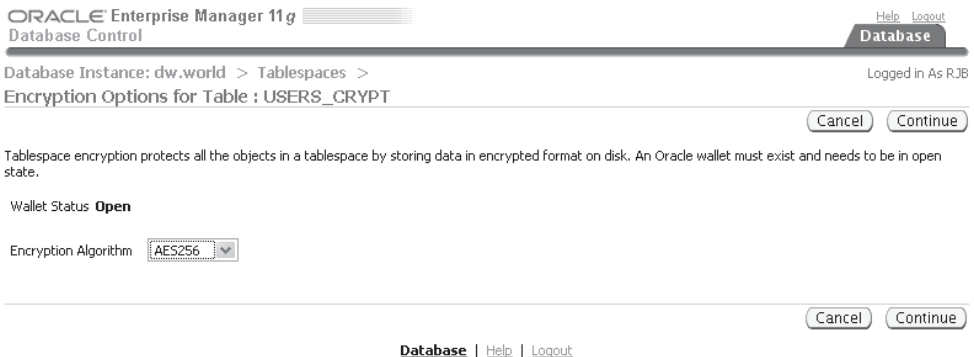 ORACLE Enterprise Manager 11g
Database Control
Help Logout
Database
Database Instance: dw.world > Tablespaces >
Logged in As RJB
Encryption Options for Table : USERS_CRYPT
Cancel Continue
Tablespace encryption protects all the objects in a tablespace by storing data in encrypted format on disk. An Oracle wallet must exist and needs to be in open
state.
Wallet Status Open
Encryption Algorithm AES256
Cancel Continue
Database | Help | Logout